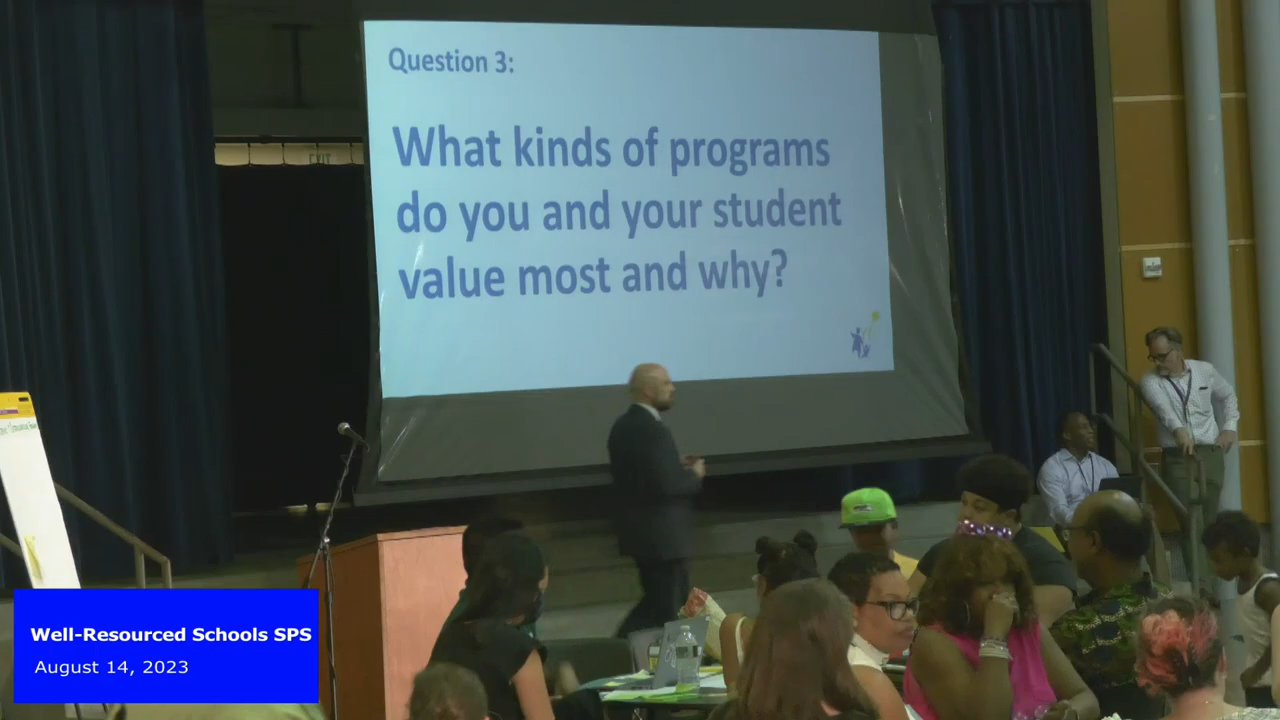 Question 3:
What kinds of programs
do you and your student
value most and why?
EXIT
Well-Resourced Schools SPS
August 14, 2023